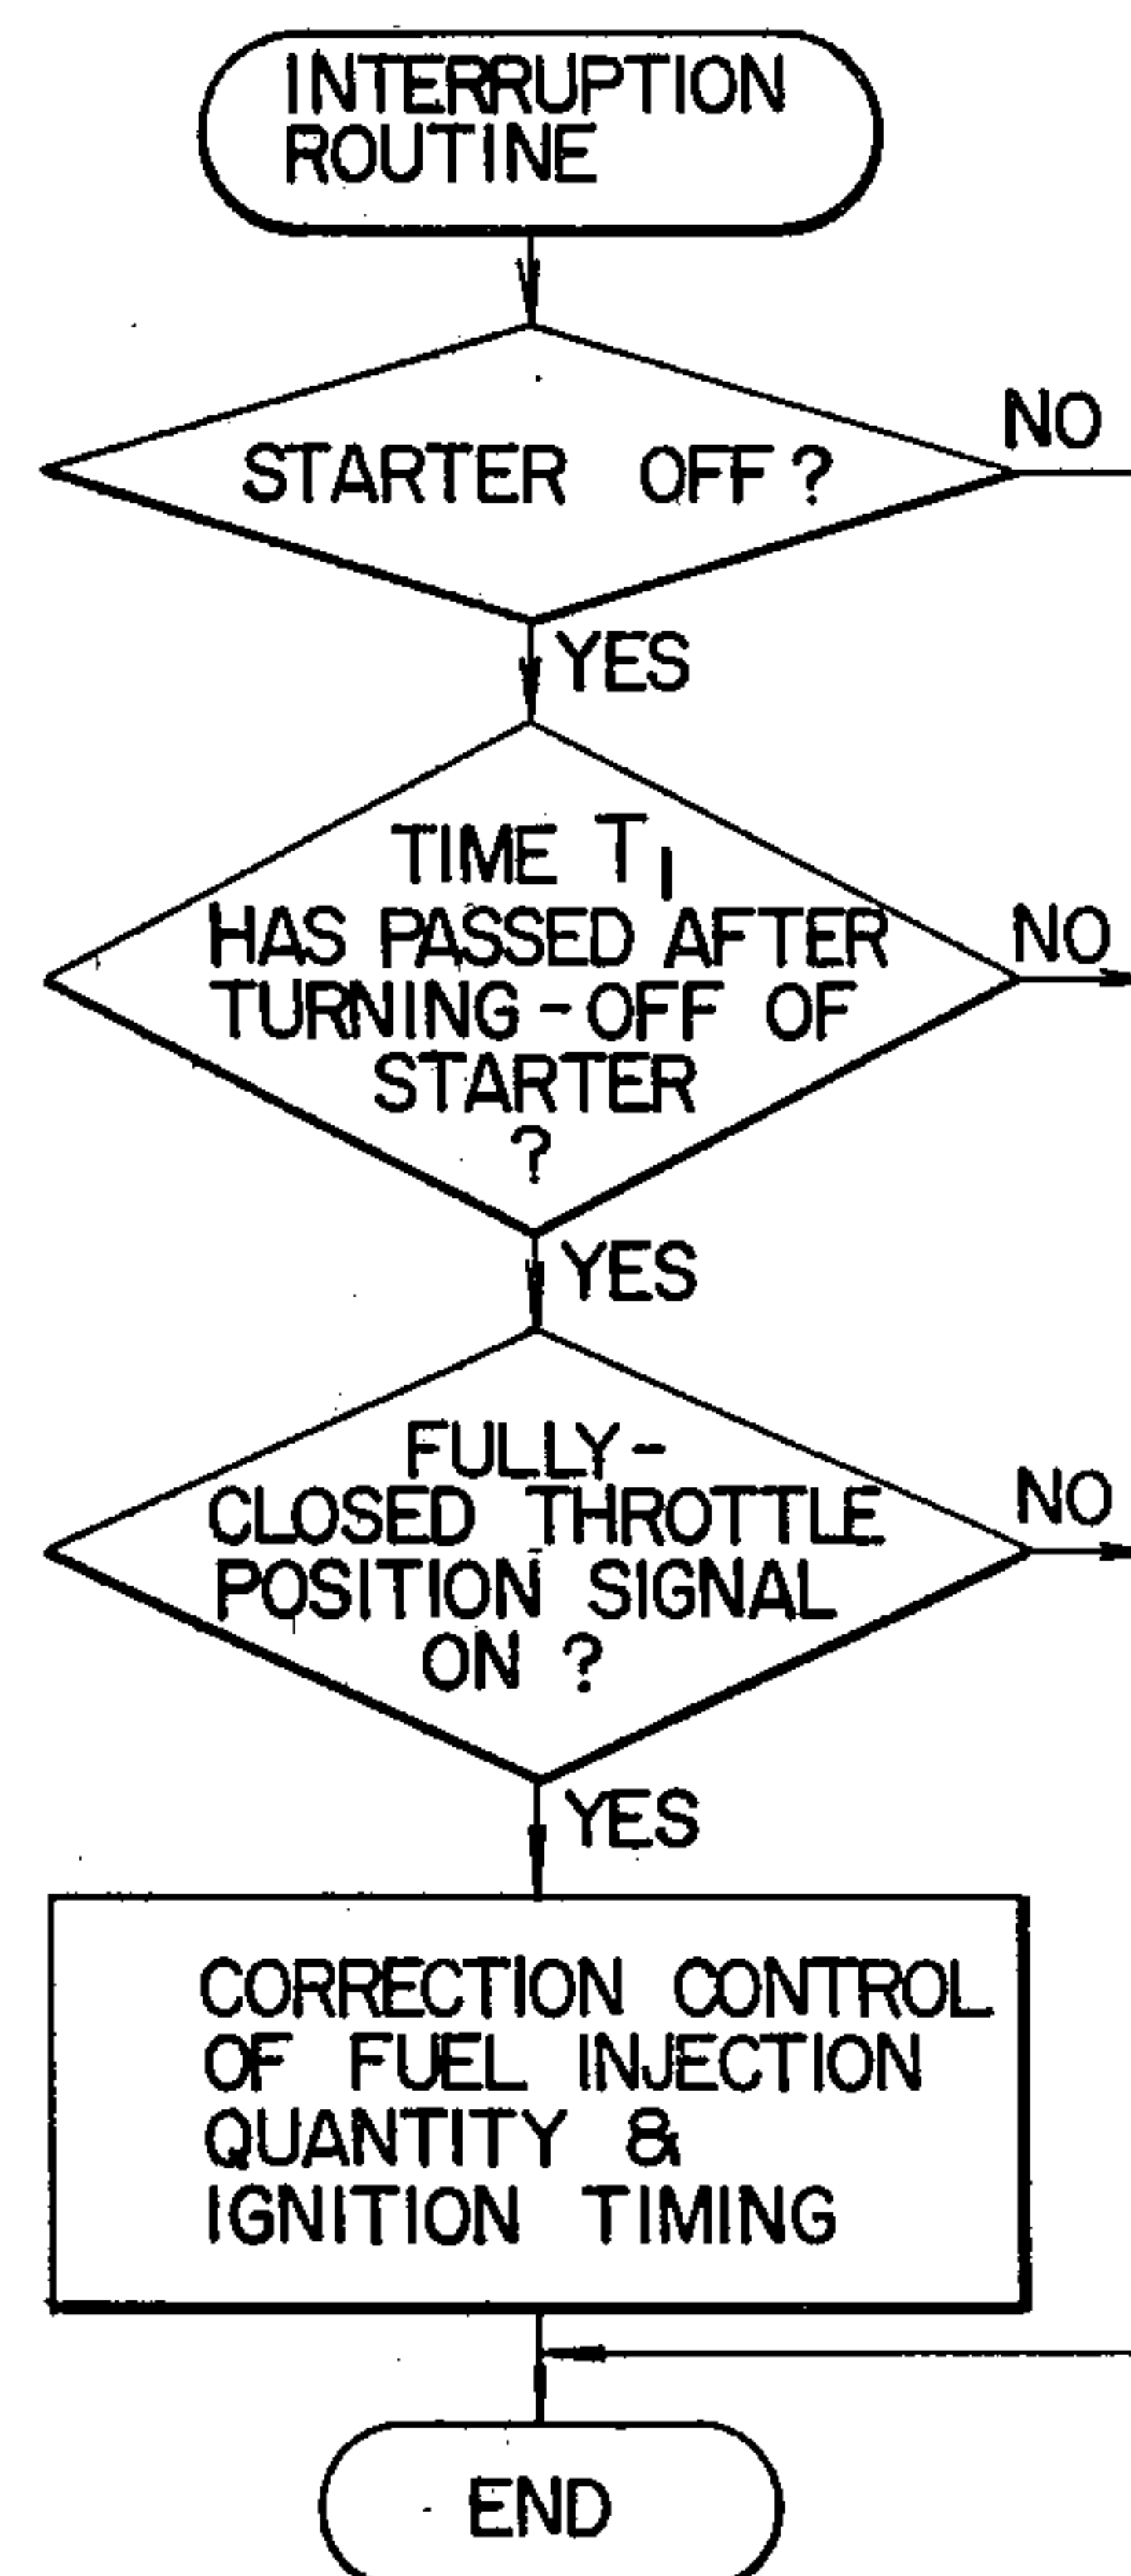 INTERRUPTION
ROUTINE
STARTER OFF?
NO
YES
TIME T1
HAS PASSED AFTER
TURNING-OFF OF
STARTER
?
NO
YES
FULLY-
CLOSED THROTTLE
POSITION SIGNAL
ON ?
NO
YES
CORRECTION CONTROL
OF FUEL INJECTION
QUANTITY &
IGNITION TIMING
END